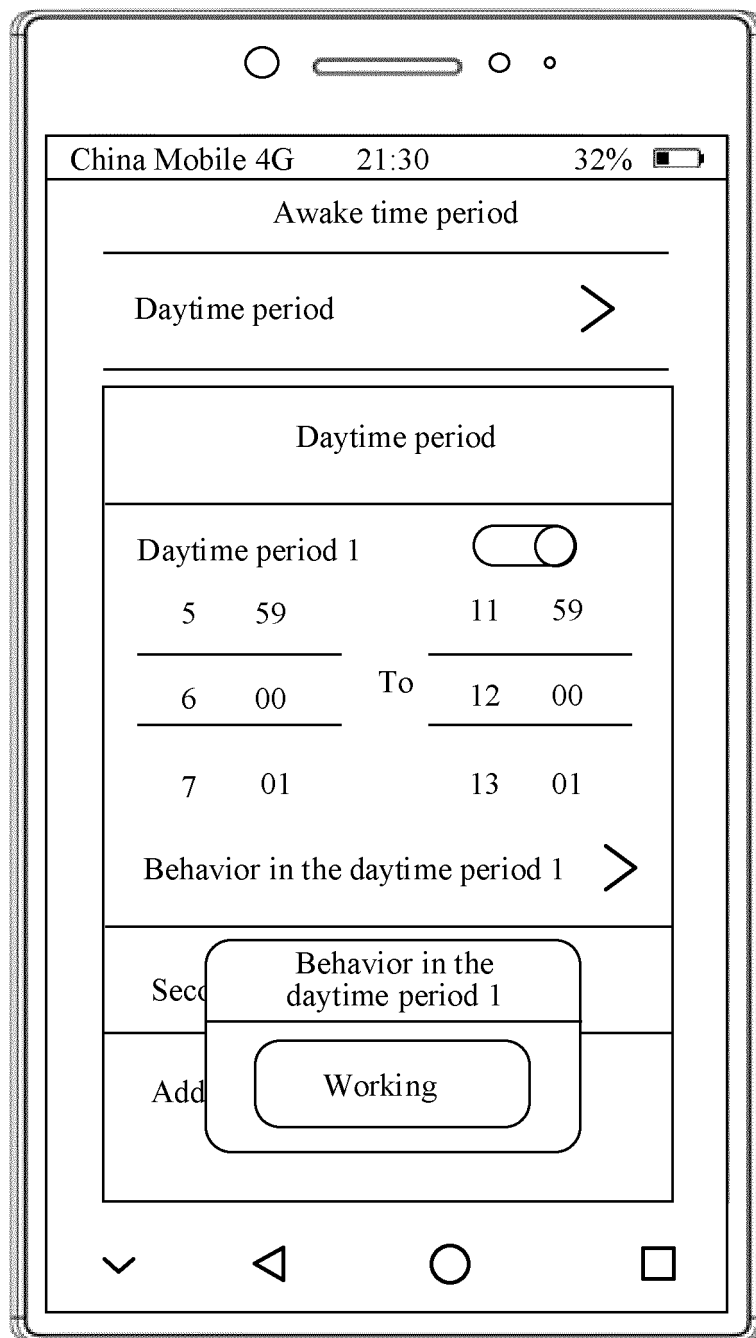 China Mobile 4G 21:30 32%
Awake time period
Daytime period
Daytime period
Daytime period 1
5 59 11 59
To
6 00 12 00
7 01 13 01
Behavior in the daytime period 1
Behavior in the
daytime period 1
Add
Working